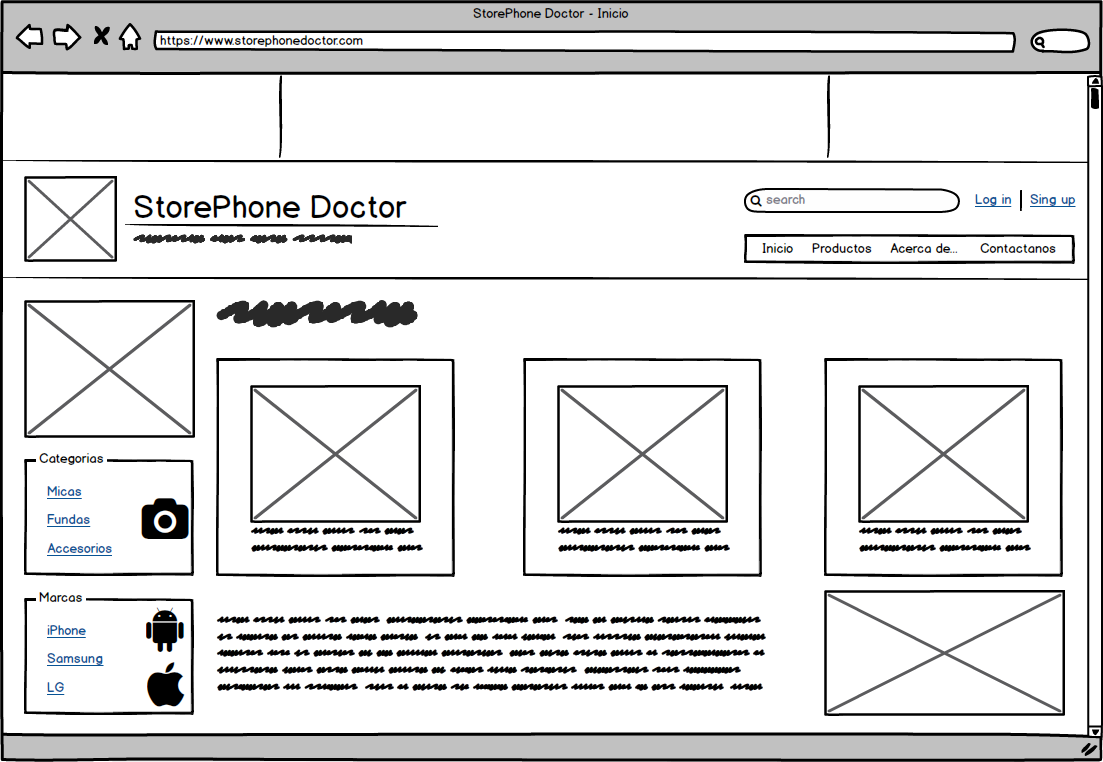 StorePhone Doctor - Inicio
https://www.storephonedoctor.com
StorePhone Doctor
search
Log in | Sing up
Inicio Productos Acerca de... Contactanos
Categorias
Micas
Fundas
Accesorios
Marcas
iPhone
Samsung
LG